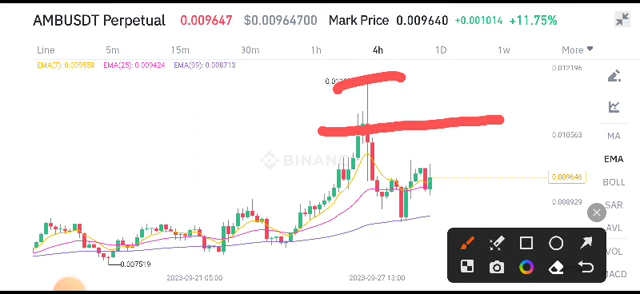 AMBUSDT Perpetual 0.009647 $0.00964700 Mark Price 0.009640 +0.001014 +11.75%
Line 5m 15m 30m 1h 4h 1D 1w More
EMA(7): 0.009558 EMA(25): 0.009424 EMA(99): 0.008713
0.012196
0.010563
MA
BINAN
EMA
0.009646
BOLL
0.008929
SAR
AVL
VOL
0.007519
MACD
2023-09-21 05:00 2023-09-27 13:00